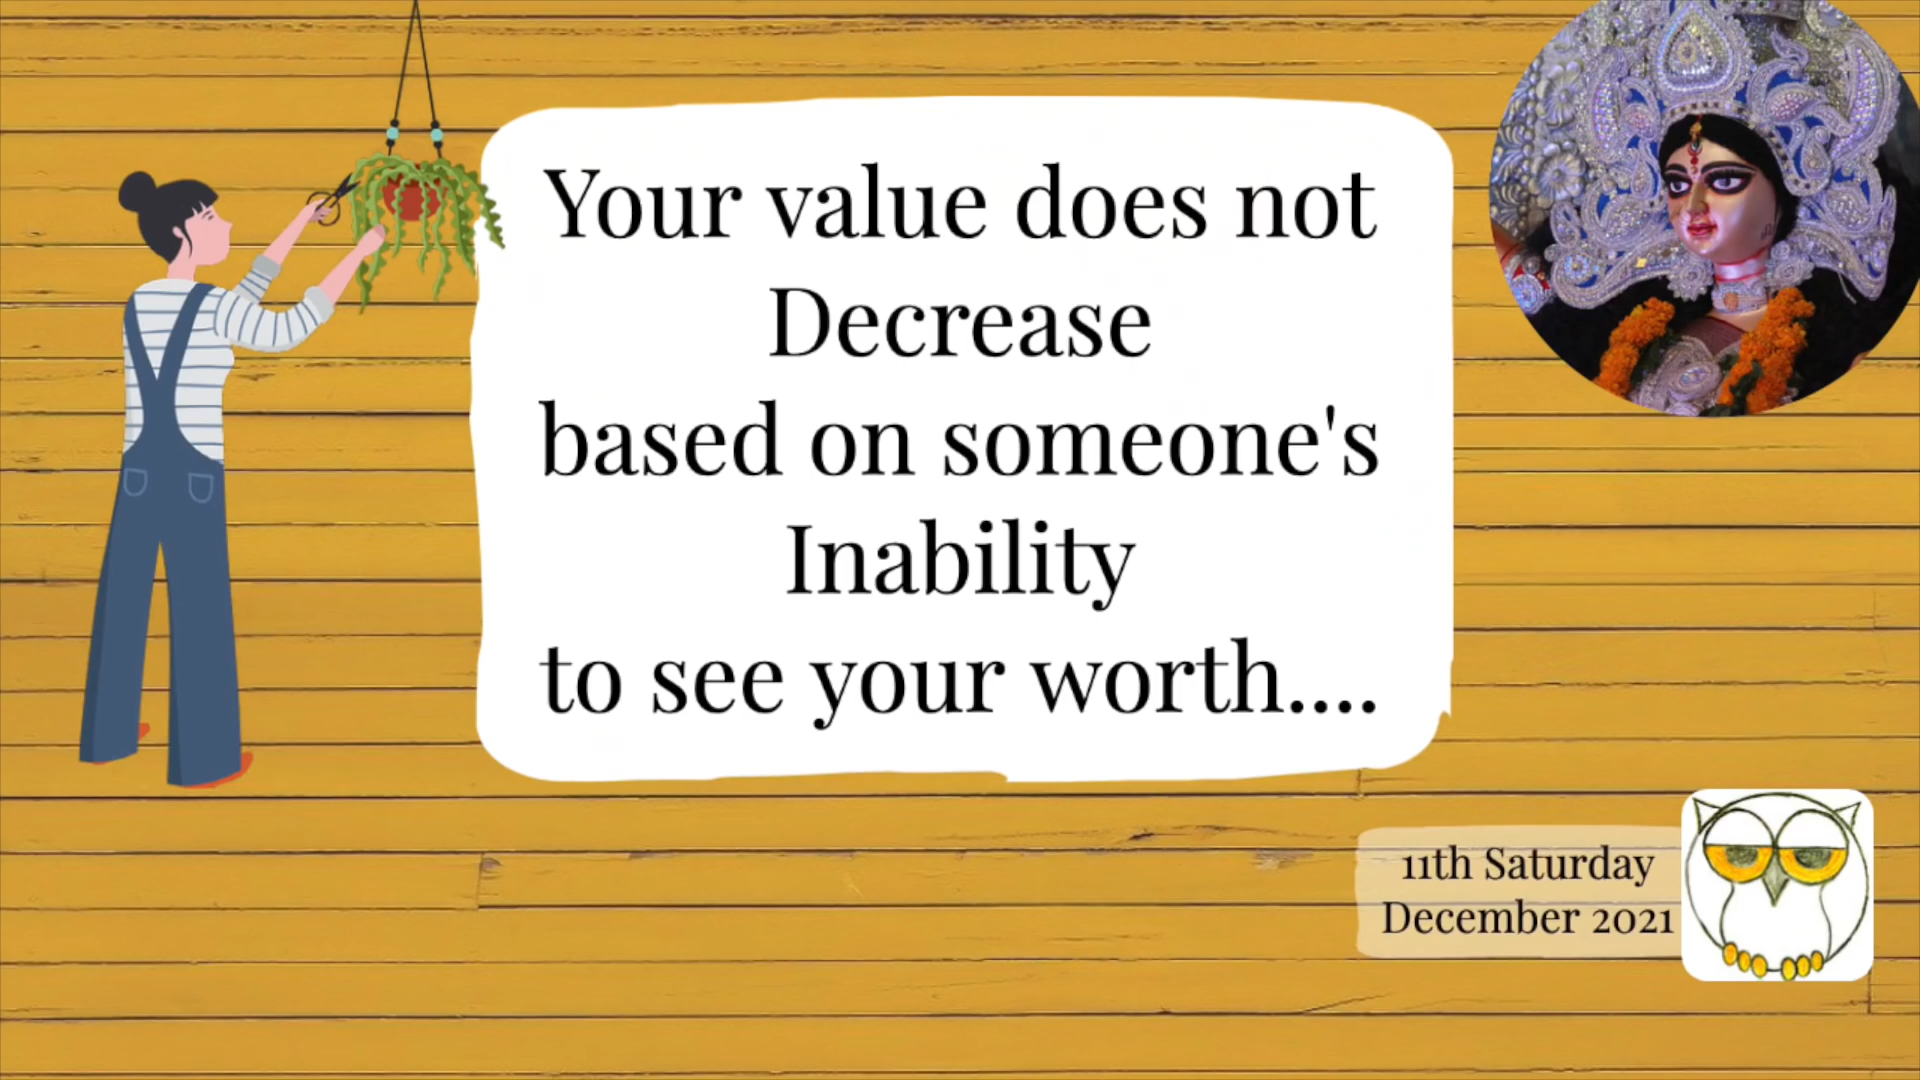 Your value does not
Decrease
based on someone's
Inability
to see your worth....
11th Saturday
December 2021